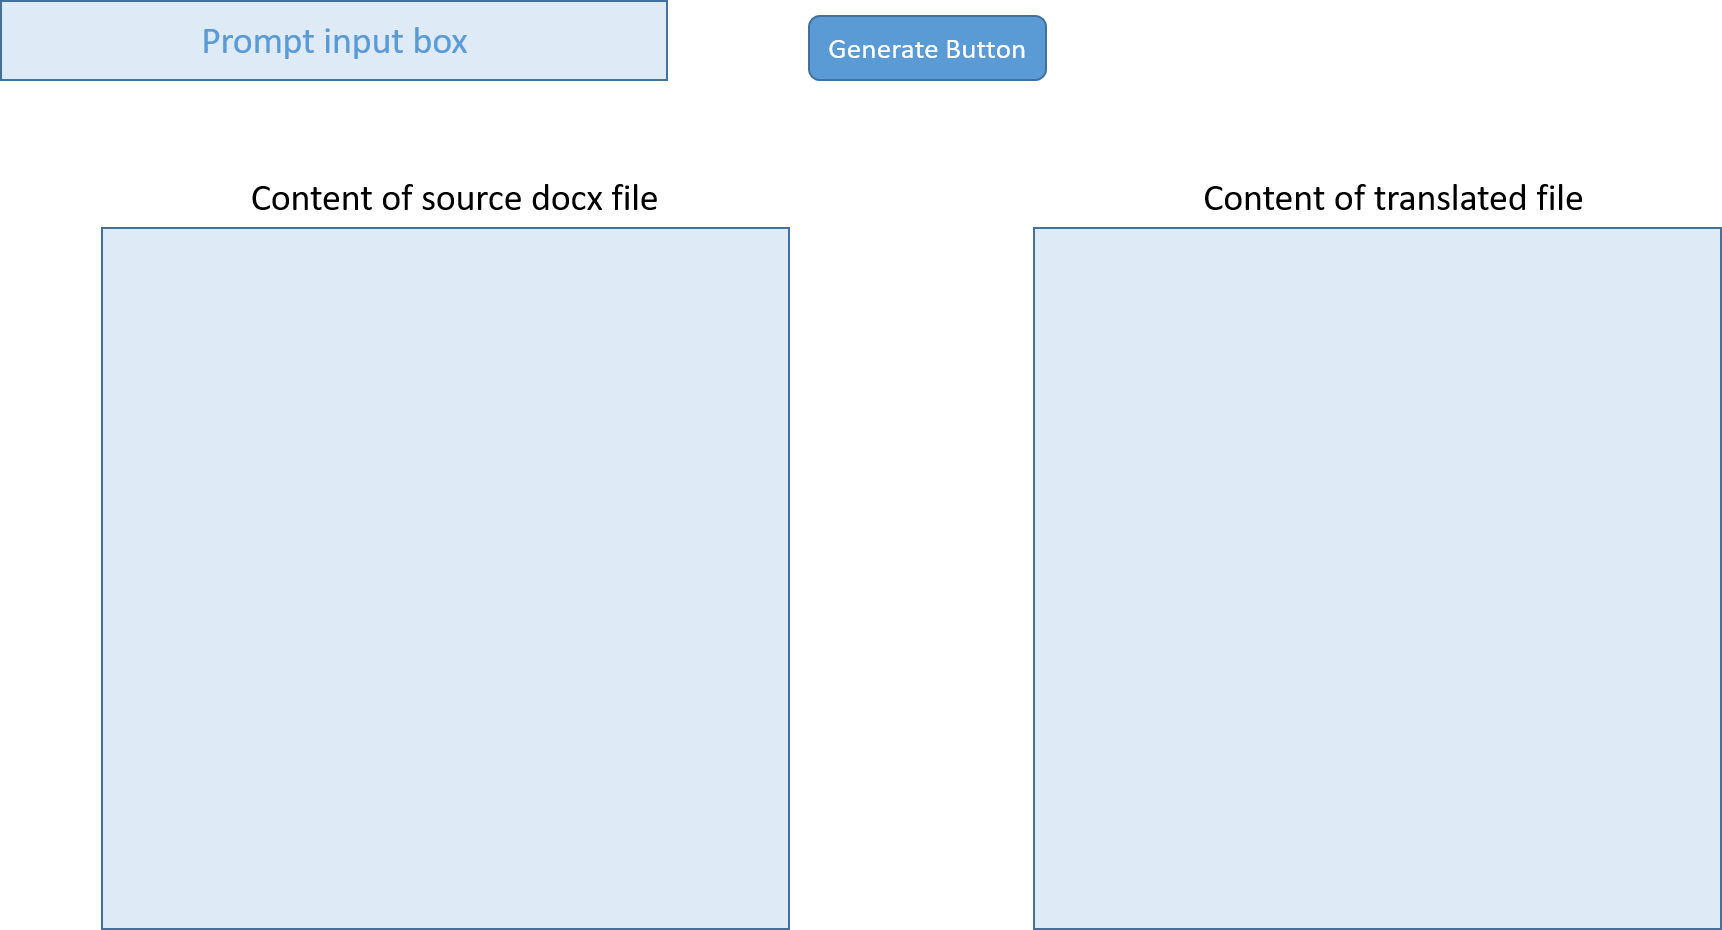 Prompt input box
Generate Button
Content of source docx file
Content of translated file